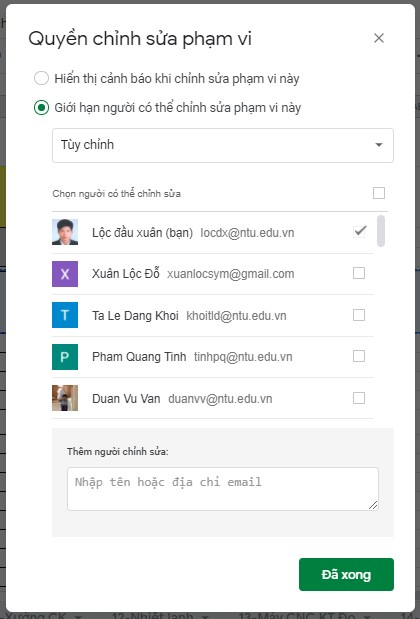 Quyền chỉnh sửa phạm vi
Hiển thị cảnh báo khi chỉnh sửa phạm vi này
Giới hạn người có thể chỉnh sửa phạm vi này
Tùy chỉnh
Chọn người có thể chỉnh sửa
Lộc đầu xuân (bạn) locdx@ntu.edu.vn
X Xuân Lộc Đỗ xuanlocsym@gmail.com
T Ta Le Dang Khoi khoitld@ntu.edu.vn
P Pham Quang Tinh tinhpq@ntu.edu.vn
Duan Vu Van duanvv@ntu.edu.vn
Thêm người chỉnh sửa:
Nhập tên hoặc địa chỉ email
Đã xong
-Xưởng CK 12-Nhiệt lạnh 13-Máy CNC,KT Đo 14